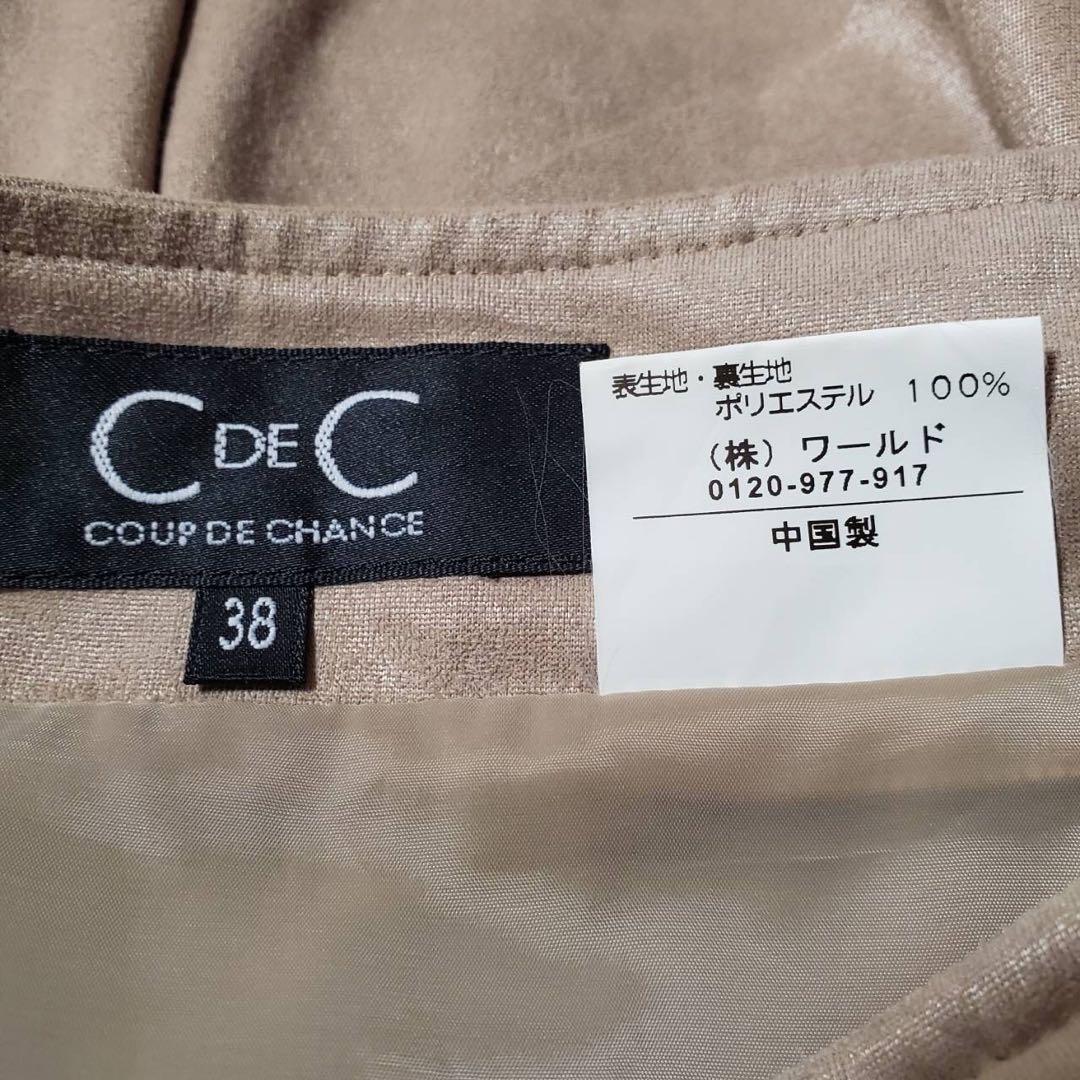 C DE C
COUP DE CHANCE
38
表生地・裏生地
ポリエステル 100%
(株) ワールド
0120-977-917
中国製